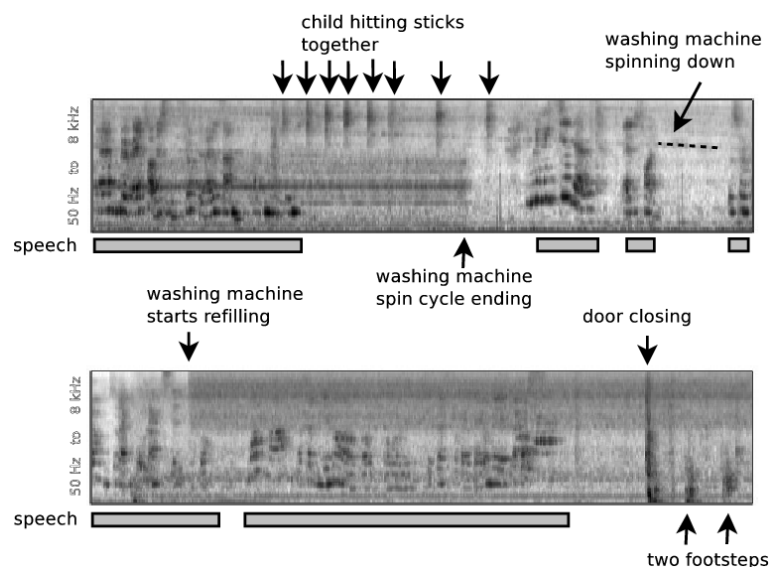 child hitting sticks
together
washing machine
spinning down
50 Hz to 8 kHz
speech
washing machine
spin cycle ending
washing machine
starts refilling
door closing
50 Hz to 8 kHz
speech
two footsteps